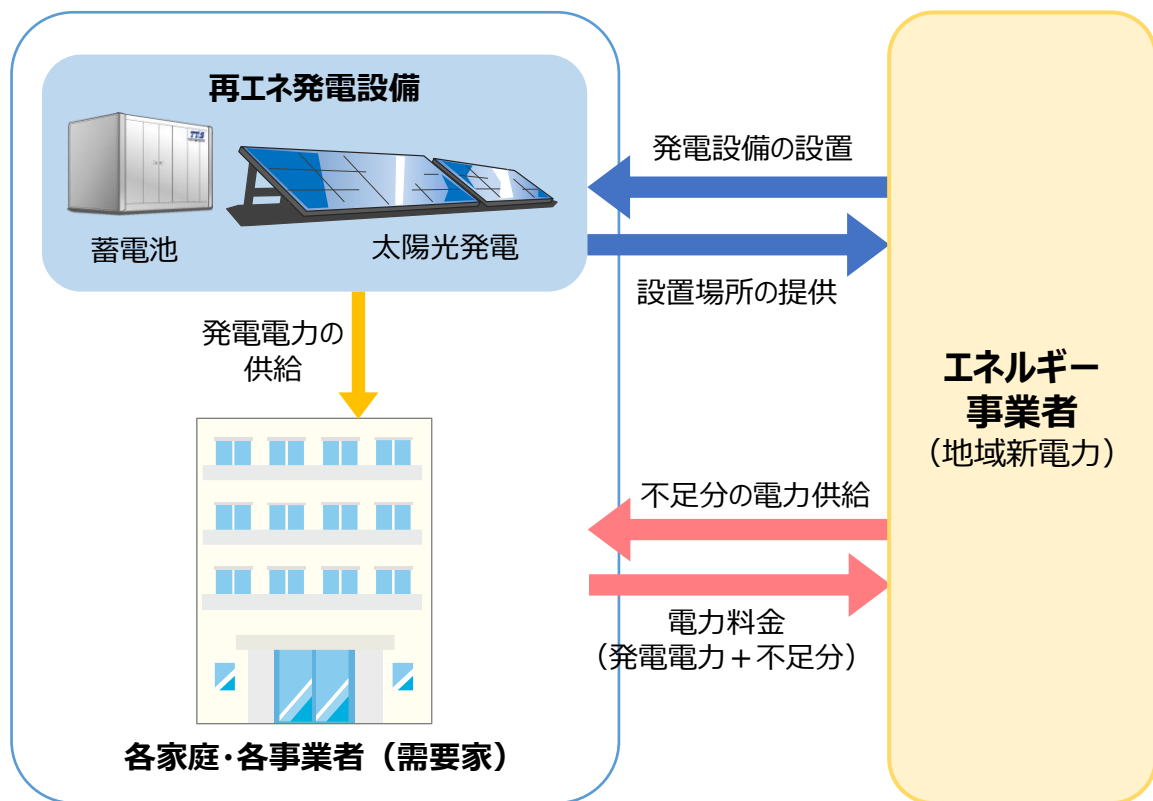 再エネ発電設備
TTS
蓄電池
太陽光発電
発電設備の設置
設置場所の提供
発電電力の
供給
エネルギー
事業者
（地域新電力）
不足分の電力供給
電力料金
（発電電力＋不足分）
各家庭・各事業者（需要家）